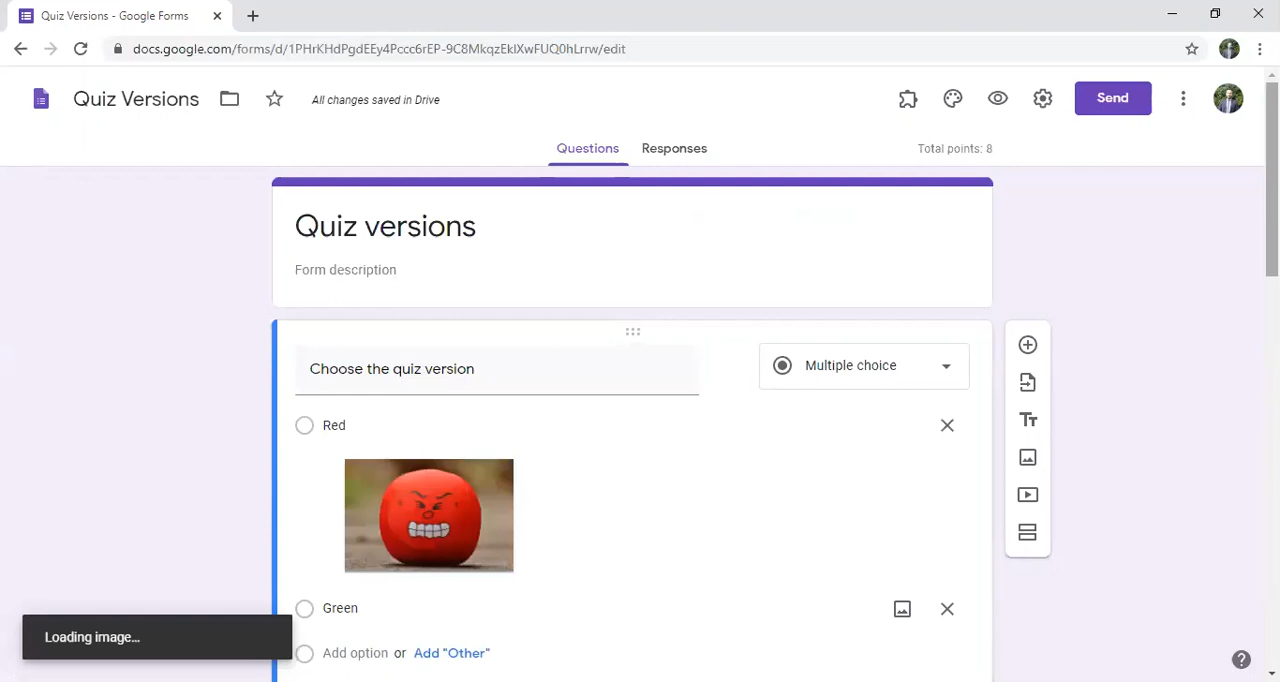 Quiz Versions - Google Forms
docs.google.com/forms/d/1PHrKHdPgdEEy4Pccc6rEP-9C8MkqzEklXwFUQ0hLrrw/edit
Quiz Versions
All changes saved in Drive
Send
Questions
Responses
Total points: 8
Quiz versions
Form description
Choose the quiz version
Multiple choice
Red
Green
Add option or Add "Other"
Loading image...